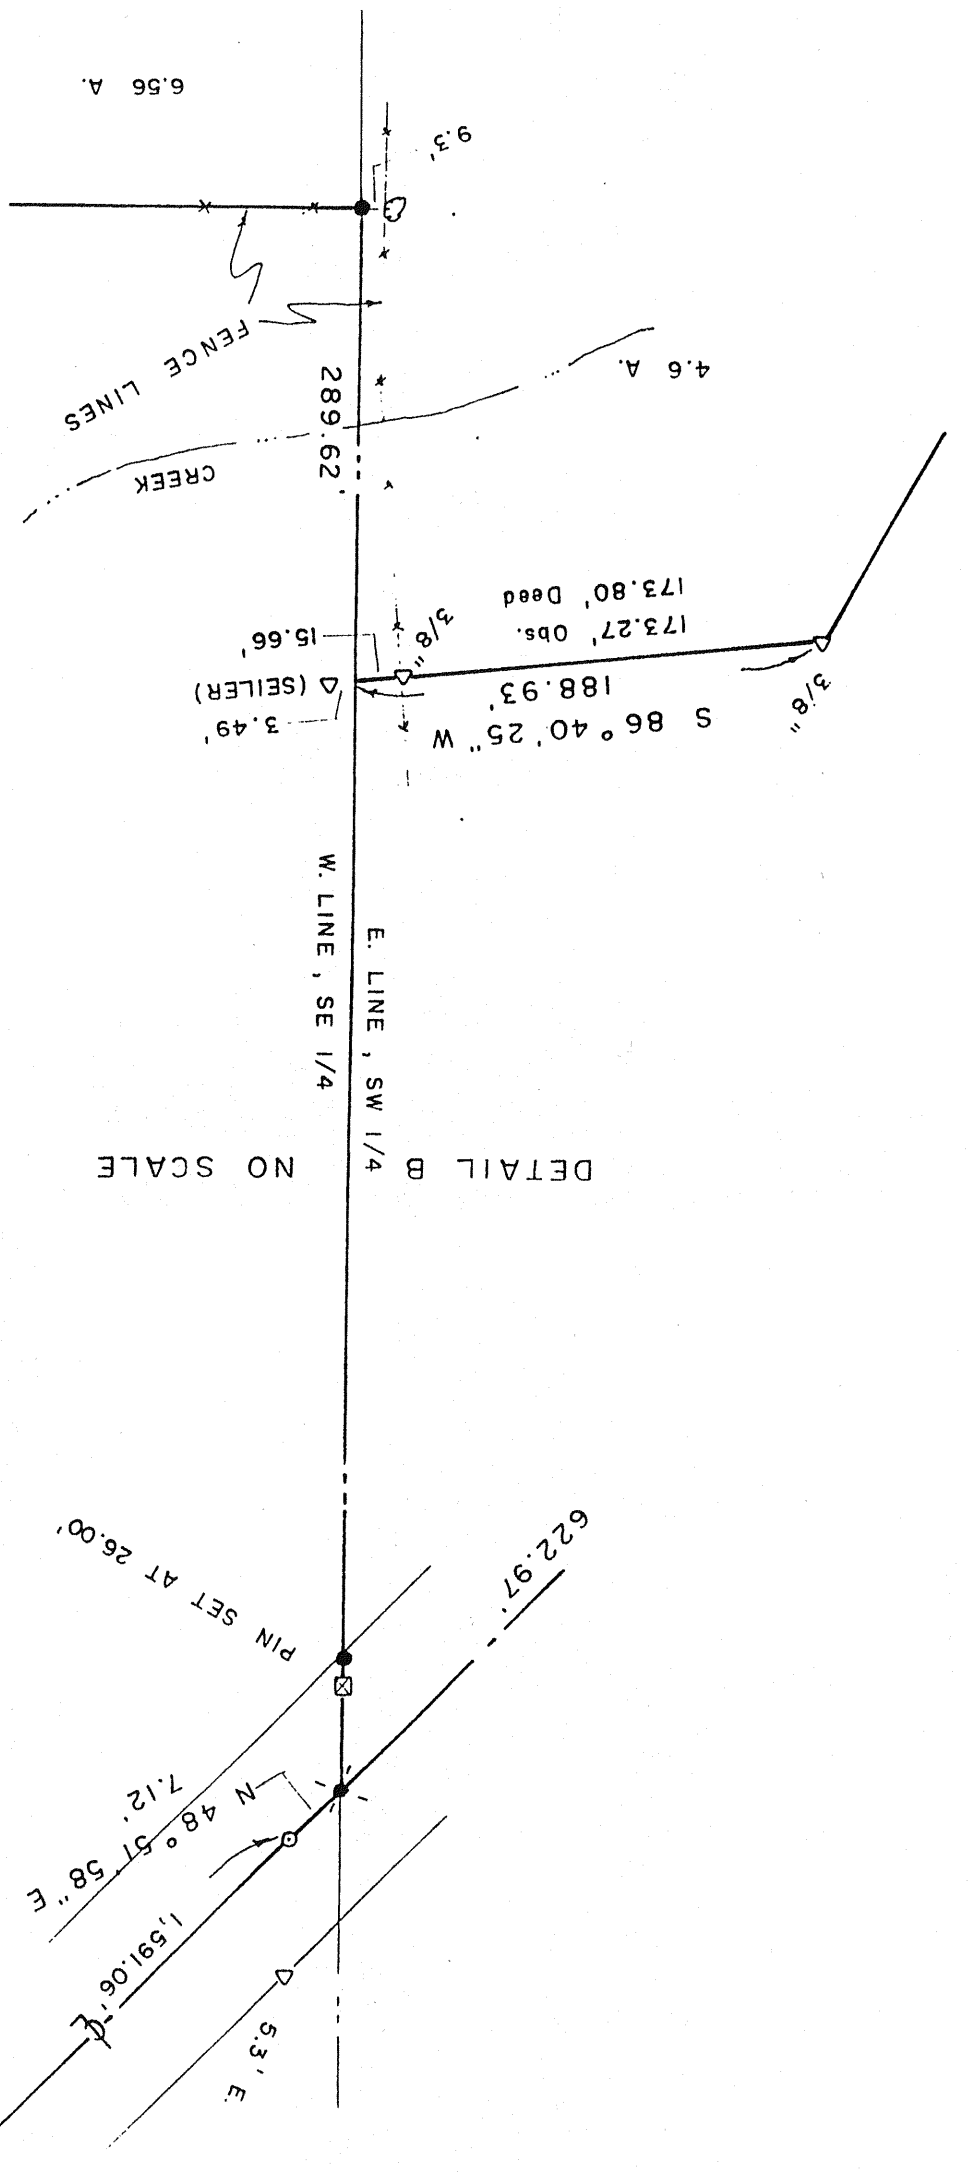 6.56 A.
9.3'
FENCE LINES
289.62'
4.6 A.
CREEK
173.80' Deed
173.27' Obs.
15.66'
3/8"
(SEILER)
188.93'
3/8"
3.49'
S 86° 40' 25" W
W. LINE, SE 1/4
E. LINE, SW 1/4
DETAIL B NO SCALE
622.97'
PIN SET AT 26.00'
7.12'
N 48° 51' 58" E
1,591.06'
5.3' E.